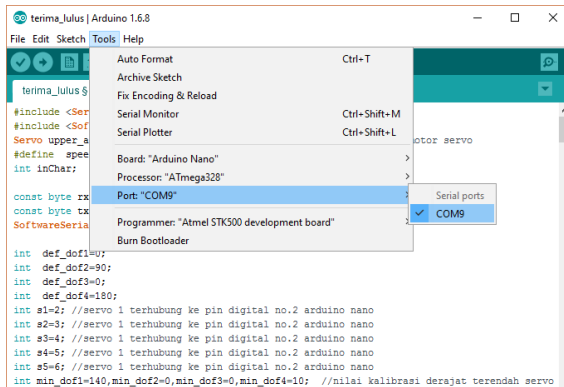 terima_lulus | Arduino 1.6.8
File Edit Sketch Tools Help
terima_lulus §
Auto Format Ctrl+T
Archive Sketch
Fix Encoding & Reload
Serial Monitor Ctrl+Shift+M
Serial Plotter Ctrl+Shift+L
Board: "Arduino Nano"
Processor: "ATmega328"
Port: "COM9"
Serial ports
COM9
Programmer: "Atmel STK500 development board"
Burn Bootloader
#include <Ser
#include <Sof
Servo upper_a otor servo
#define spee
int inChar;
const byte rx
const byte tx
SoftwareSeria
int def_dof1=0;
int def_dof2=90;
int def_dof3=0;
int def_dof4=180;
int s1=2; //servo 1 terhubung ke pin digital no.2 arduino nano
int s2=3; //servo 1 terhubung ke pin digital no.2 arduino nano
int s3=4; //servo 1 terhubung ke pin digital no.2 arduino nano
int s4=5; //servo 1 terhubung ke pin digital no.2 arduino nano
int s5=6; //servo 1 terhubung ke pin digital no.2 arduino nano
int min_dof1=140,min_dof2=0,min_dof3=0,min_dof4=10; //nilai kalibrasi derajat terendah servo